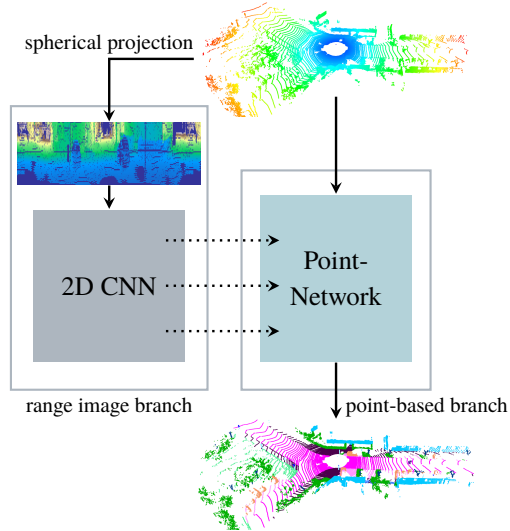 spherical projection
2D CNN
Point-
Network
range image branch
point-based branch